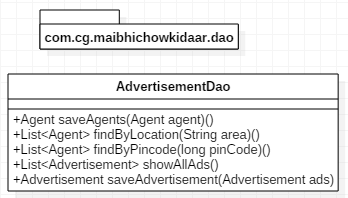 com.cg.maibhichowkidaar.dao
AdvertisementDao
+Agent saveAgents(Agent agent)()
+List<Agent> findByLocation(String area)()
+List<Agent> findByPincode(long pinCode)()
+List<Advertisement> showAllAds()
+Advertisement saveAdvertisement(Advertisement ads)